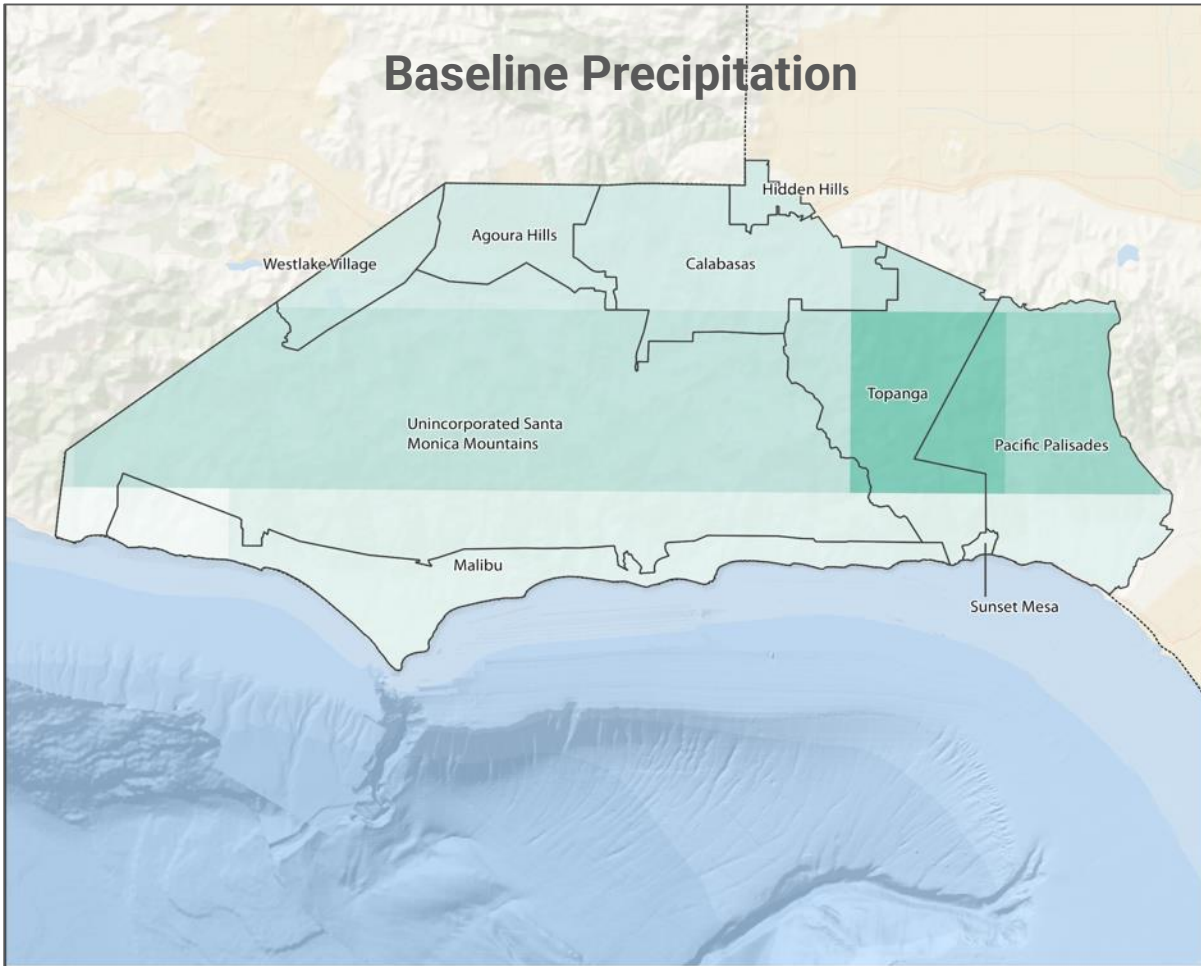 Baseline Precipitation
Hidden Hills
Agoura Hills
Westlake Village
Calabasas
Topanga
Unincorporated Santa
Monica Mountains
Pacific Palisades
Malibu
Sunset Mesa